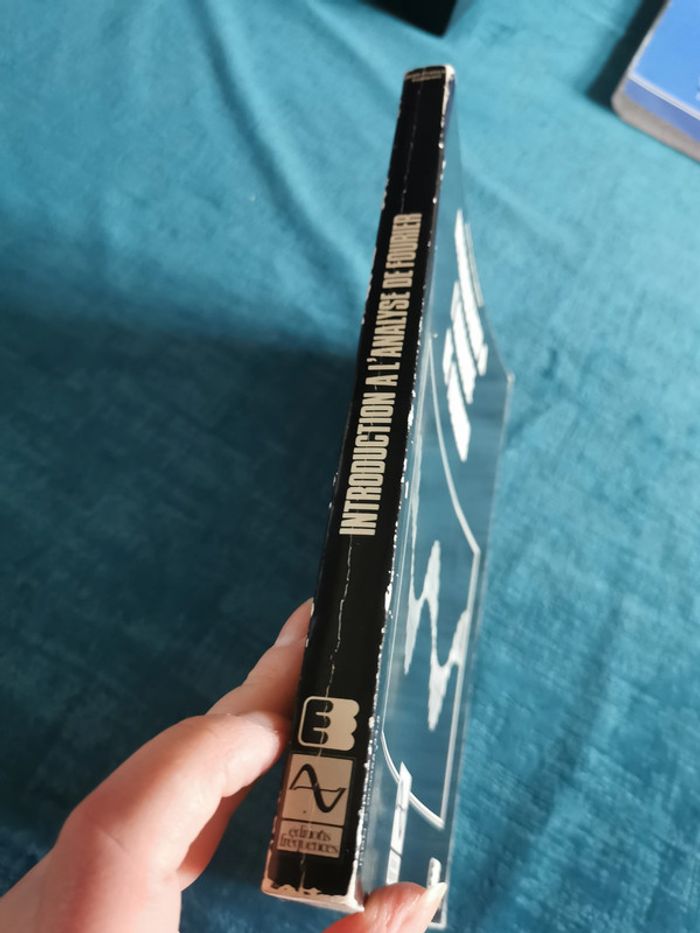 INTRODUCTION A L'ANALYSE DE FOURIER
editions
fréquences